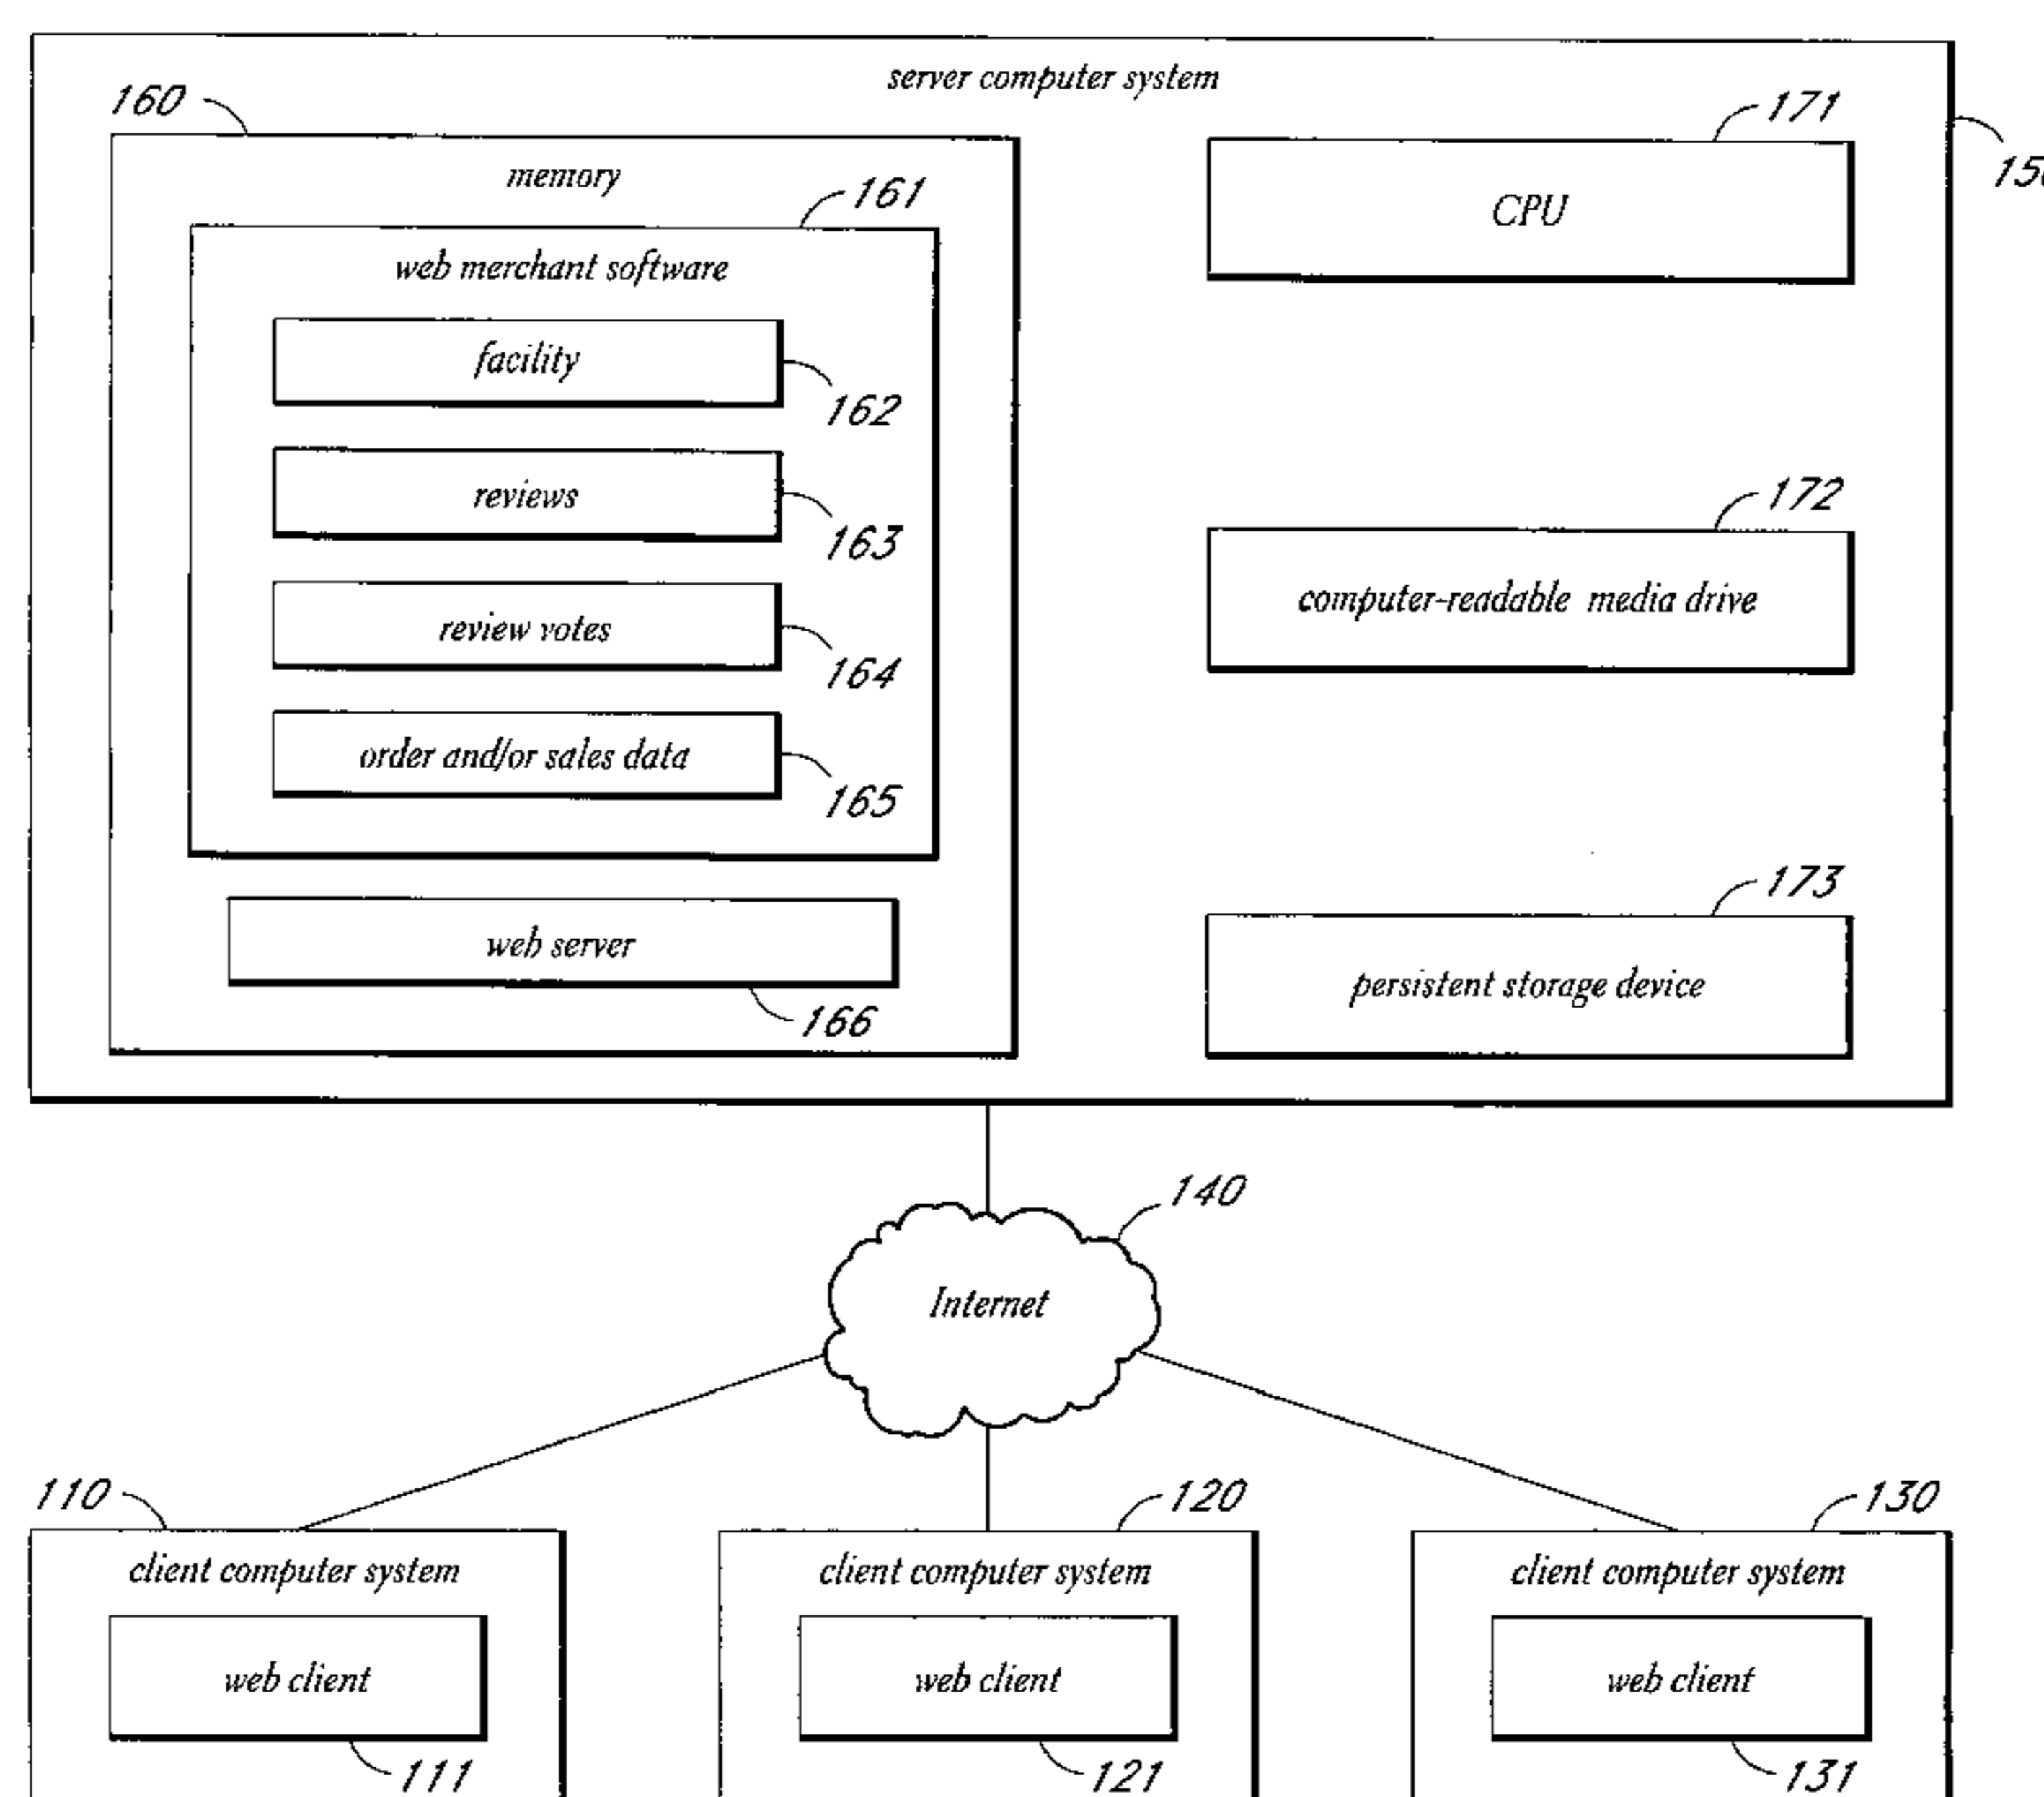 server computer system
160
171
memory
161
CPU
web merchant software
facility
162
reviews
163
172
computer-readable media drive
review votes
164
order and/or sales data
165
173
web server
persistent storage device
166
140
Internet
110
120
130
client computer system
client computer system
client computer system
web client
web client
web client
111
121
131